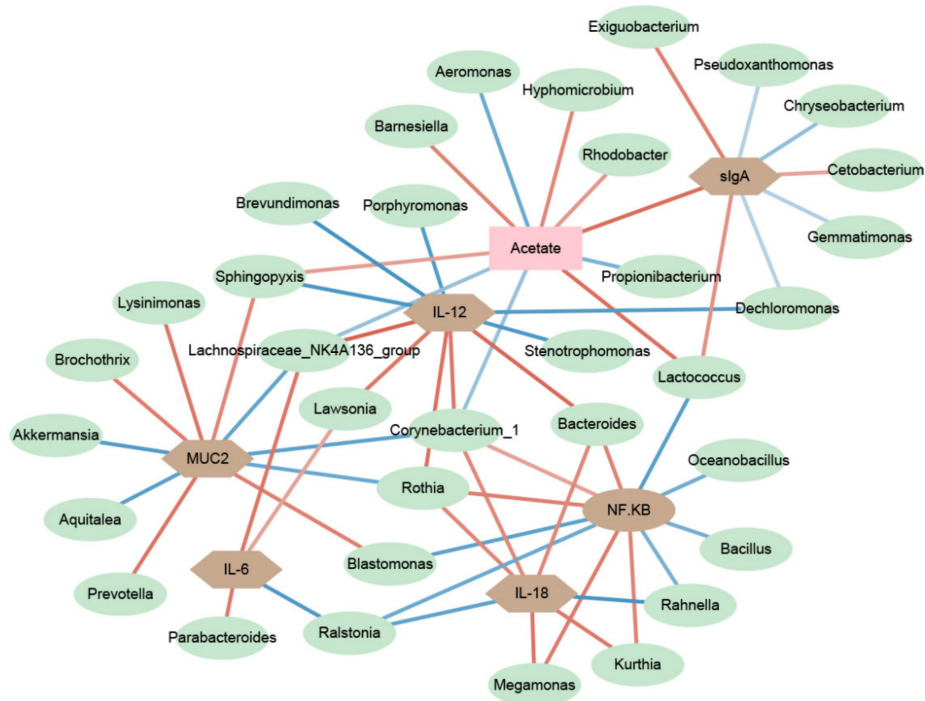 Exiguobacterium
Aeromonas
Pseudoxanthomonas
Hyphomicrobium
Chryseobacterium
Barnesiella
Rhodobacter
Cetobacterium
sIgA
Brevundimonas
Porphyromonas
Gemmatimonas
Acetate
Sphingopyxis
Propionibacterium
Lysinimonas
Dechloromonas
IL-12
Lachnospiraceae_NK4A136_group
Stenotrophomonas
Brochothrix
Lactococcus
Lawsonia
Akkermansia
Corynebacterium_1
Bacteroides
MUC2
Oceanobacillus
Rothia
Aquitalea
NF.KB
Bacillus
Blastomonas
IL-6
Prevotella
IL-18
Rahnella
Parabacteroides
Ralstonia
Kurthia
Megamonas